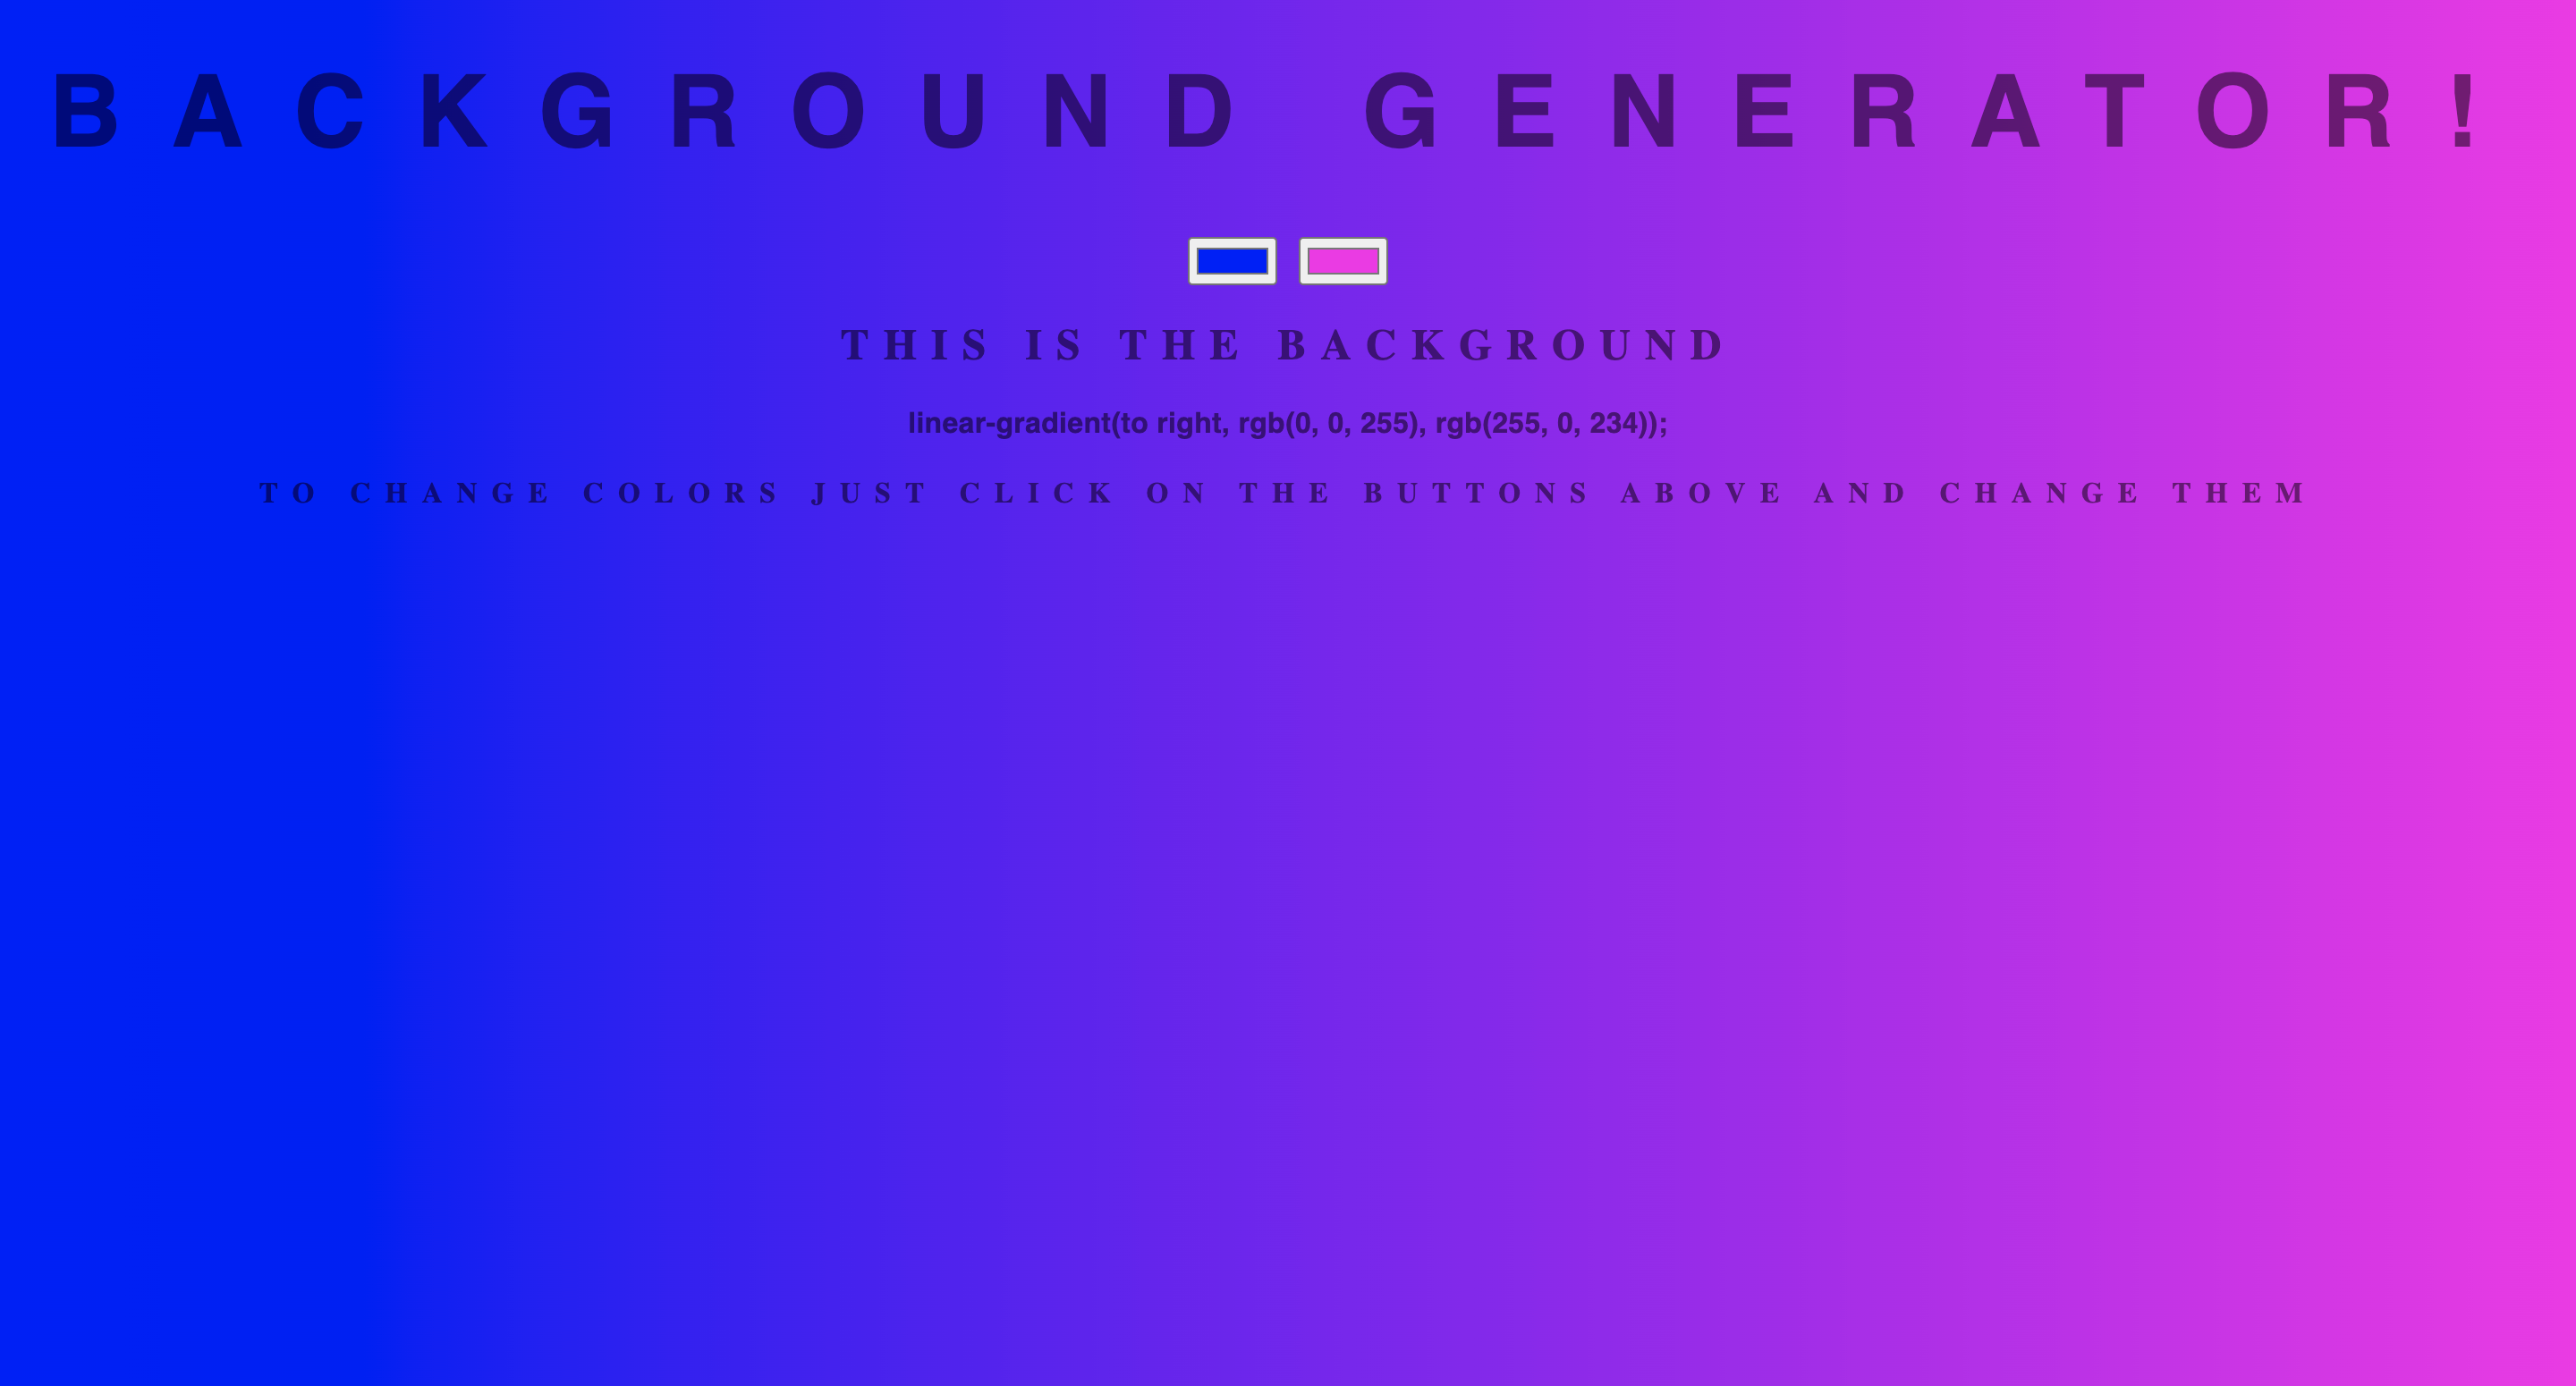 BACKGROUND GENERATOR!
THIS IS THE BACKGROUND
linear-gradient(to right, rgb(0, 0, 255), rgb(255, 0, 234));
TO CHANGE COLORS JUST CLICK ON THE BUTTONS ABOVE AND CHANGE THEM